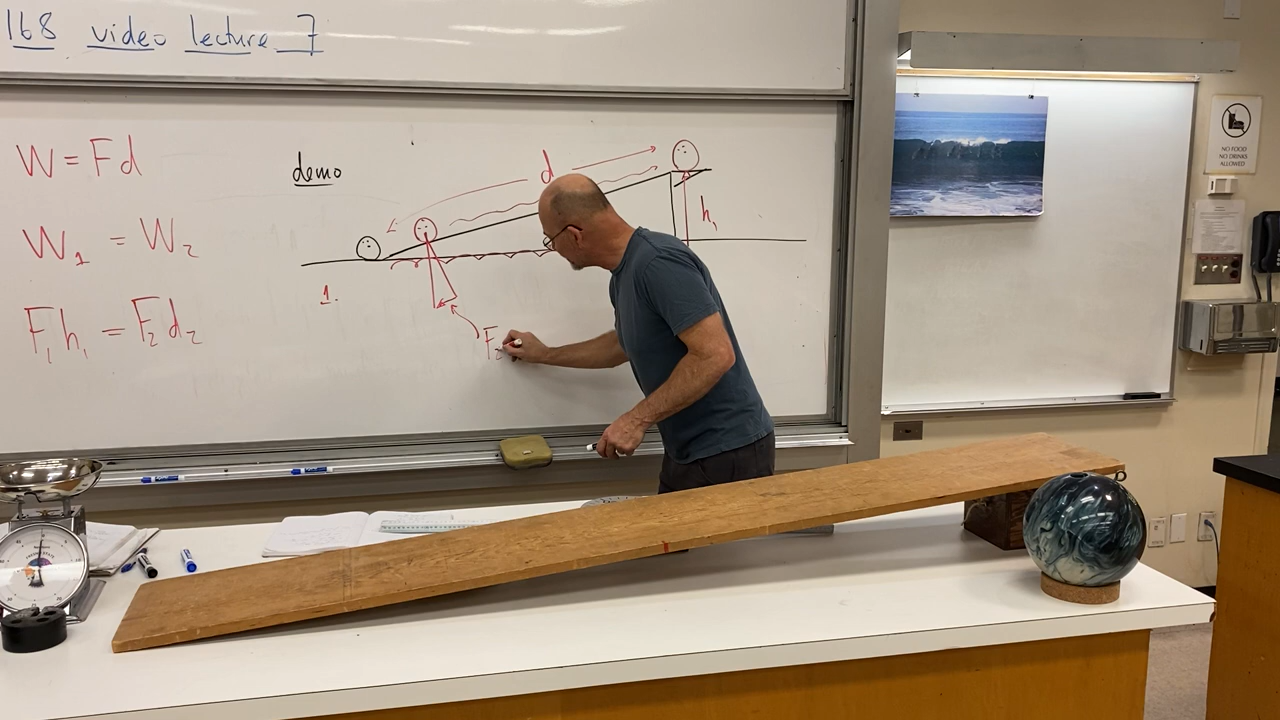 168 video lecture 7
W = Fd
W₁ = W₂
F₁h₁ = F₂d₂
demo
d
h₁
1.
F₂
NO FOOD
NO DRINKS
ALLOWED